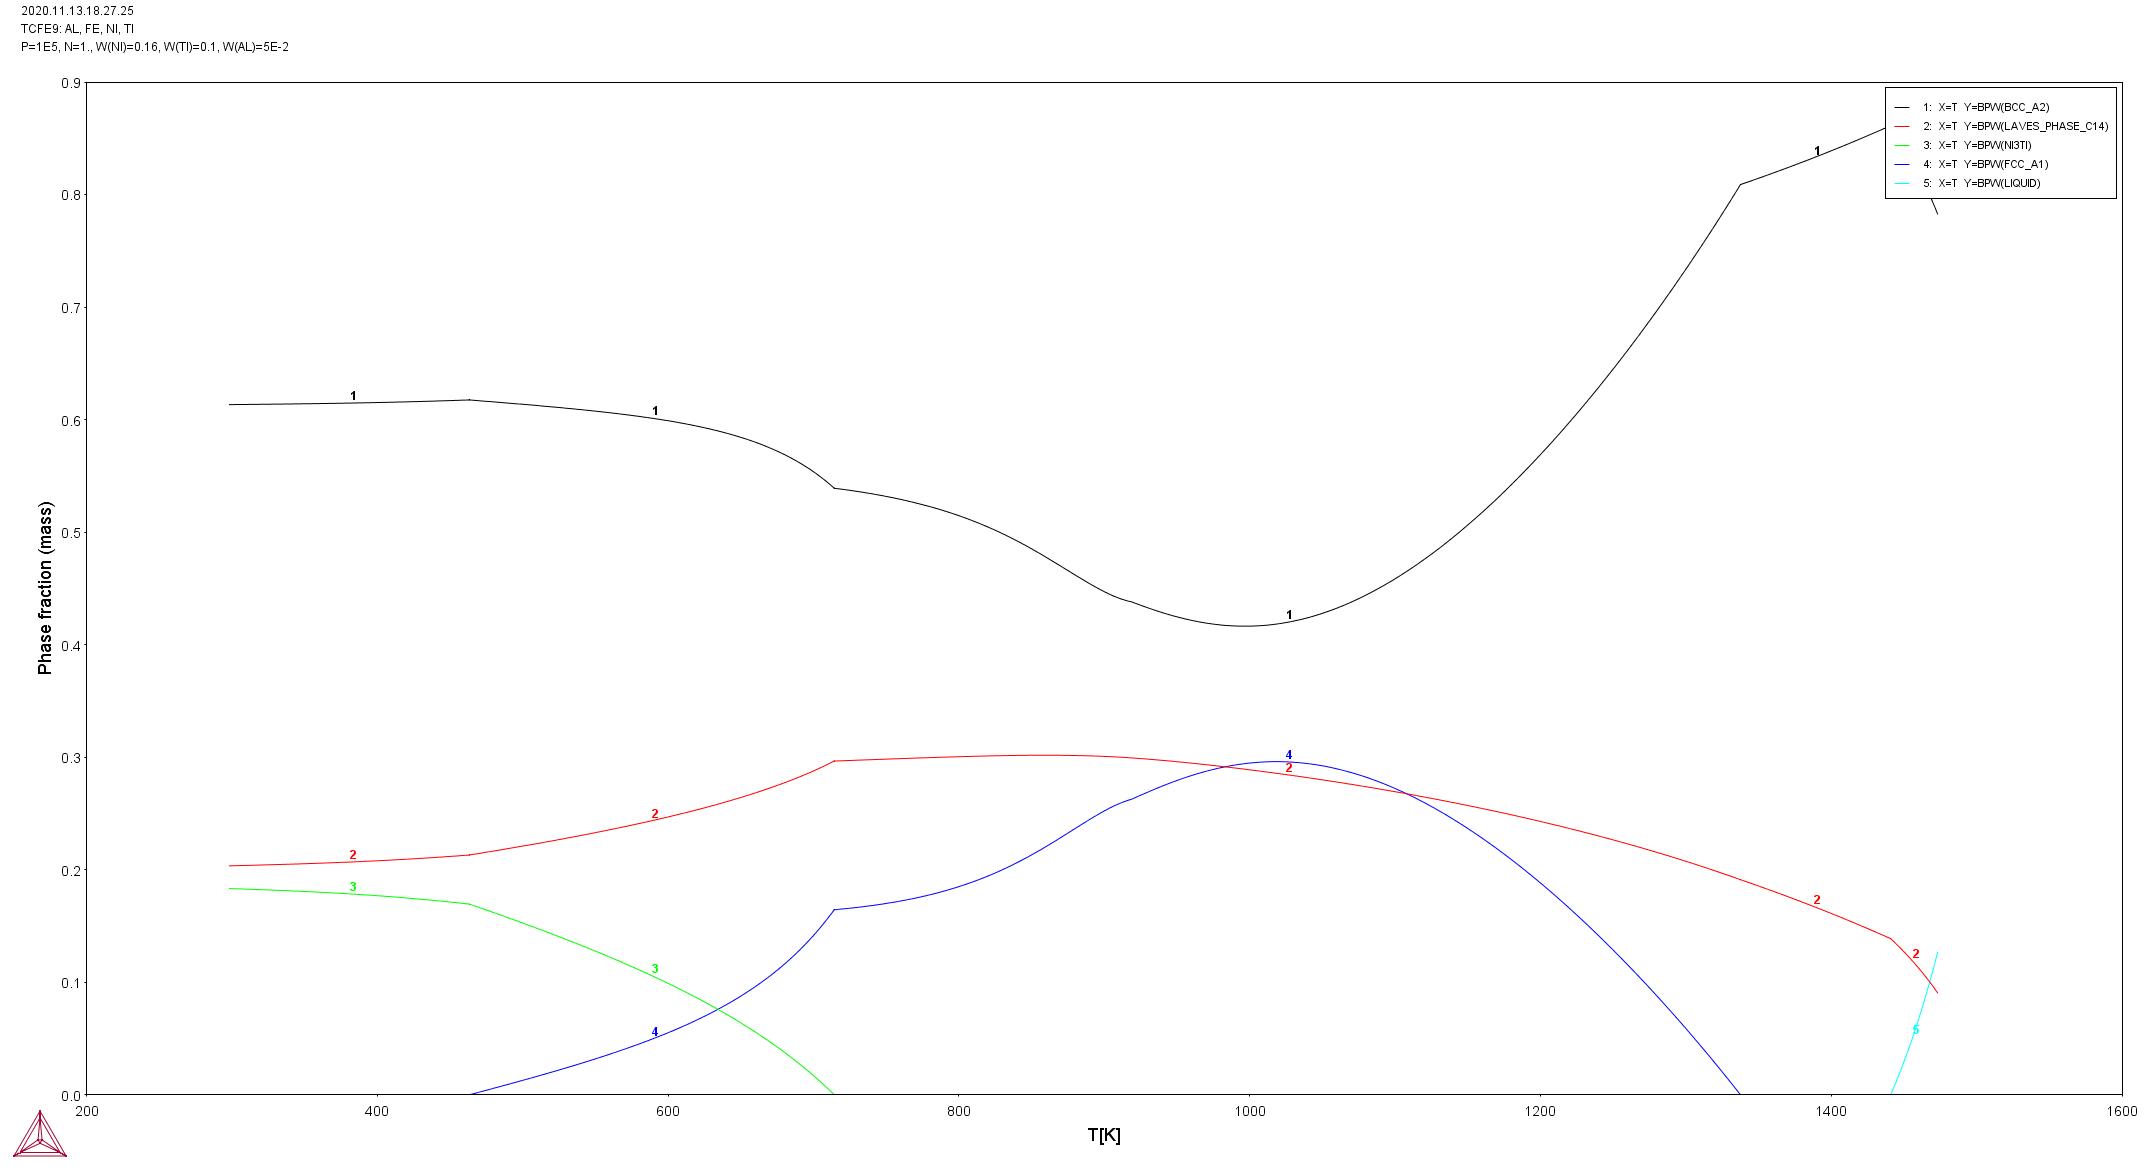 2020.11.13.18.27.25
TCFE9: AL, FE, NI, TI
P=1E5, N=1., W(NI)=0.16, W(TI)=0.1, W(AL)=5E-2
0.9
0.8
0.7
0.6
0.5
0.4
0.3
0.2
0.1
0.0
Phase fraction (mass)
1: X=T Y=BPW(BCC_A2)
2: X=T Y=BPW(LAVES_PHASE_C14)
3: X=T Y=BPW(NI3TI)
4: X=T Y=BPW(FCC_A1)
5: X=T Y=BPW(LIQUID)
1
1
1
1
2
2
2
2
2
3
3
4
4
5
200 400 600 800 1000 1200 1400 1600
T[K]